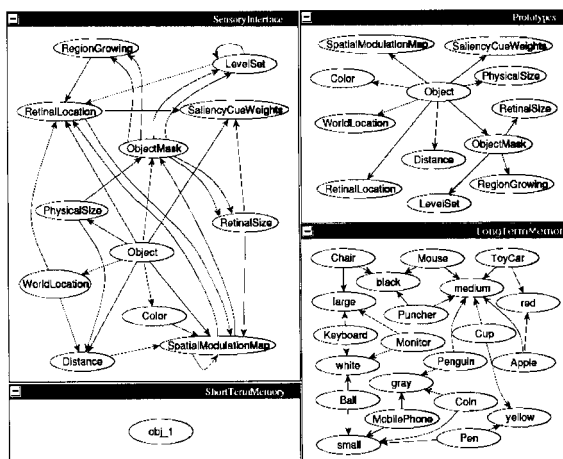 SensoryInterface
RegionGrowing
LevelSet
RetinalLocation
SaliencyCueWeights
ObjectMask
PhysicalSize
RetinalSize
Object
WorldLocation
Color
Distance
SpatialModulationMap
ShortTermMemory
obj_1
Prototypes
SpatialModulationMap
SaliencyCueWeights
Color
PhysicalSize
Object
RetinalSize
WorldLocation
ObjectMask
Distance
RetinalLocation
RegionGrowing
LevelSet
LongTermMemor
Chair
Mouse
ToyCar
black
medium
large
red
Puncher
Keyboard
Cup
Monitor
white
Penguin
Apple
gray
Ball
Coin
MobilePhone
yellow
small
Pen